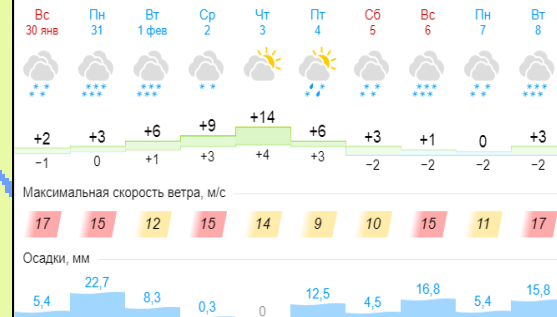 Вс Пн Вт Ср Чт Пт Сб Вс Пн Вт
30 янв 31 1 фев 2 3 4 5 6 7 8
+2 +3 +6 +9 +14 +6 +3 +1 0 +3
−1 0 +1 +3 +4 +3 −2 −2 −2 −2
Максимальная скорость ветра, м/с
17 15 12 15 14 9 10 15 11 17
Осадки, мм
5,4 22,7 8,3 0,3 0 12,5 4,5 16,8 5,4 15,8